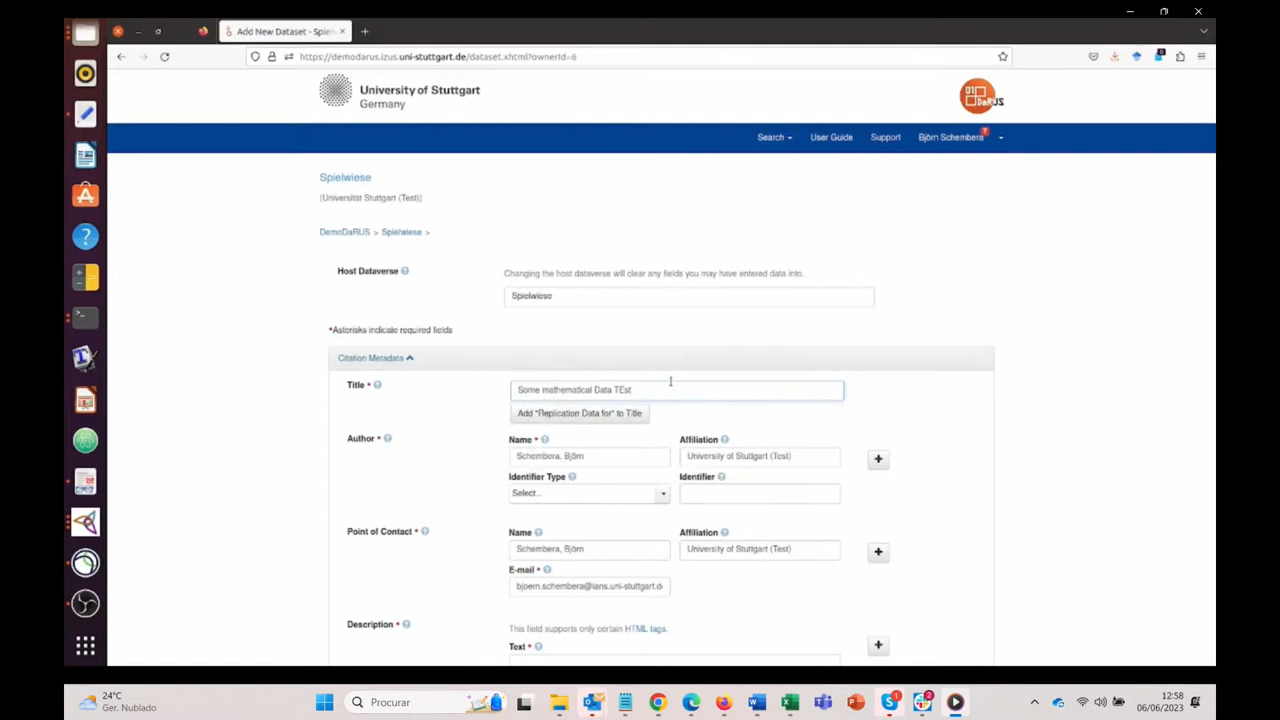 Add New Dataset - Spiel
https://demodarus.izus.uni-stuttgart.de/dataset.xhtml?ownerId=6
University of Stuttgart
Germany
DaRUS
Search
User Guide
Support
Björn Schembera
7
Spielwiese
(Universität Stuttgart (Test))
DemoDaRUS > Spielwiese >
Host Dataverse
Changing the host dataverse will clear any fields you may have entered data into.
Spielwiese
*Asterisks indicate required fields
Citation Metadata
Title *
Some mathematical Data TEst
Add "Replication Data for" to Title
Author *
Name *
Affiliation
Schembera, Björn
University of Stuttgart (Test)
Identifier Type
Identifier
Select...
Point of Contact *
Name
Affiliation
Schembera, Björn
University of Stuttgart (Test)
E-mail *
bjoern.schembera@ians.uni-stuttgart.d
Description *
This field supports only certain HTML tags.
Text *
24°C
Ger. Nublado
Procurar
1
2
12:58
06/06/2023